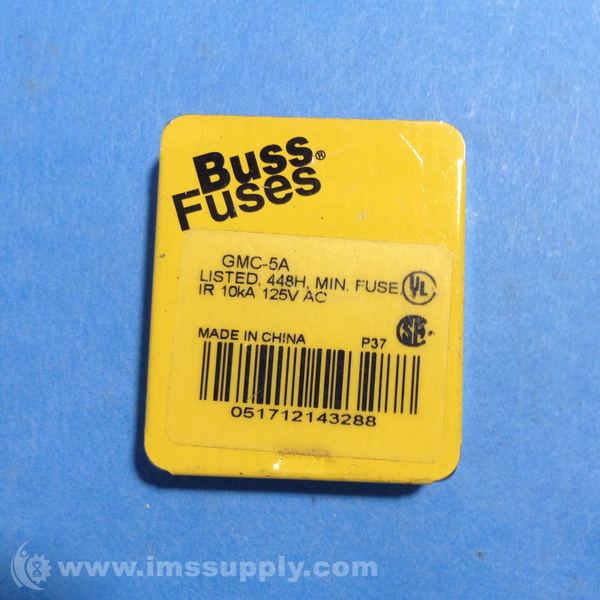 Buss®
Fuses
GMC-5A
LISTED, 448H, MIN. FUSE
IR 10kA 125V AC
UL
MADE IN CHINA P37
051712143288
www.imssupply.com